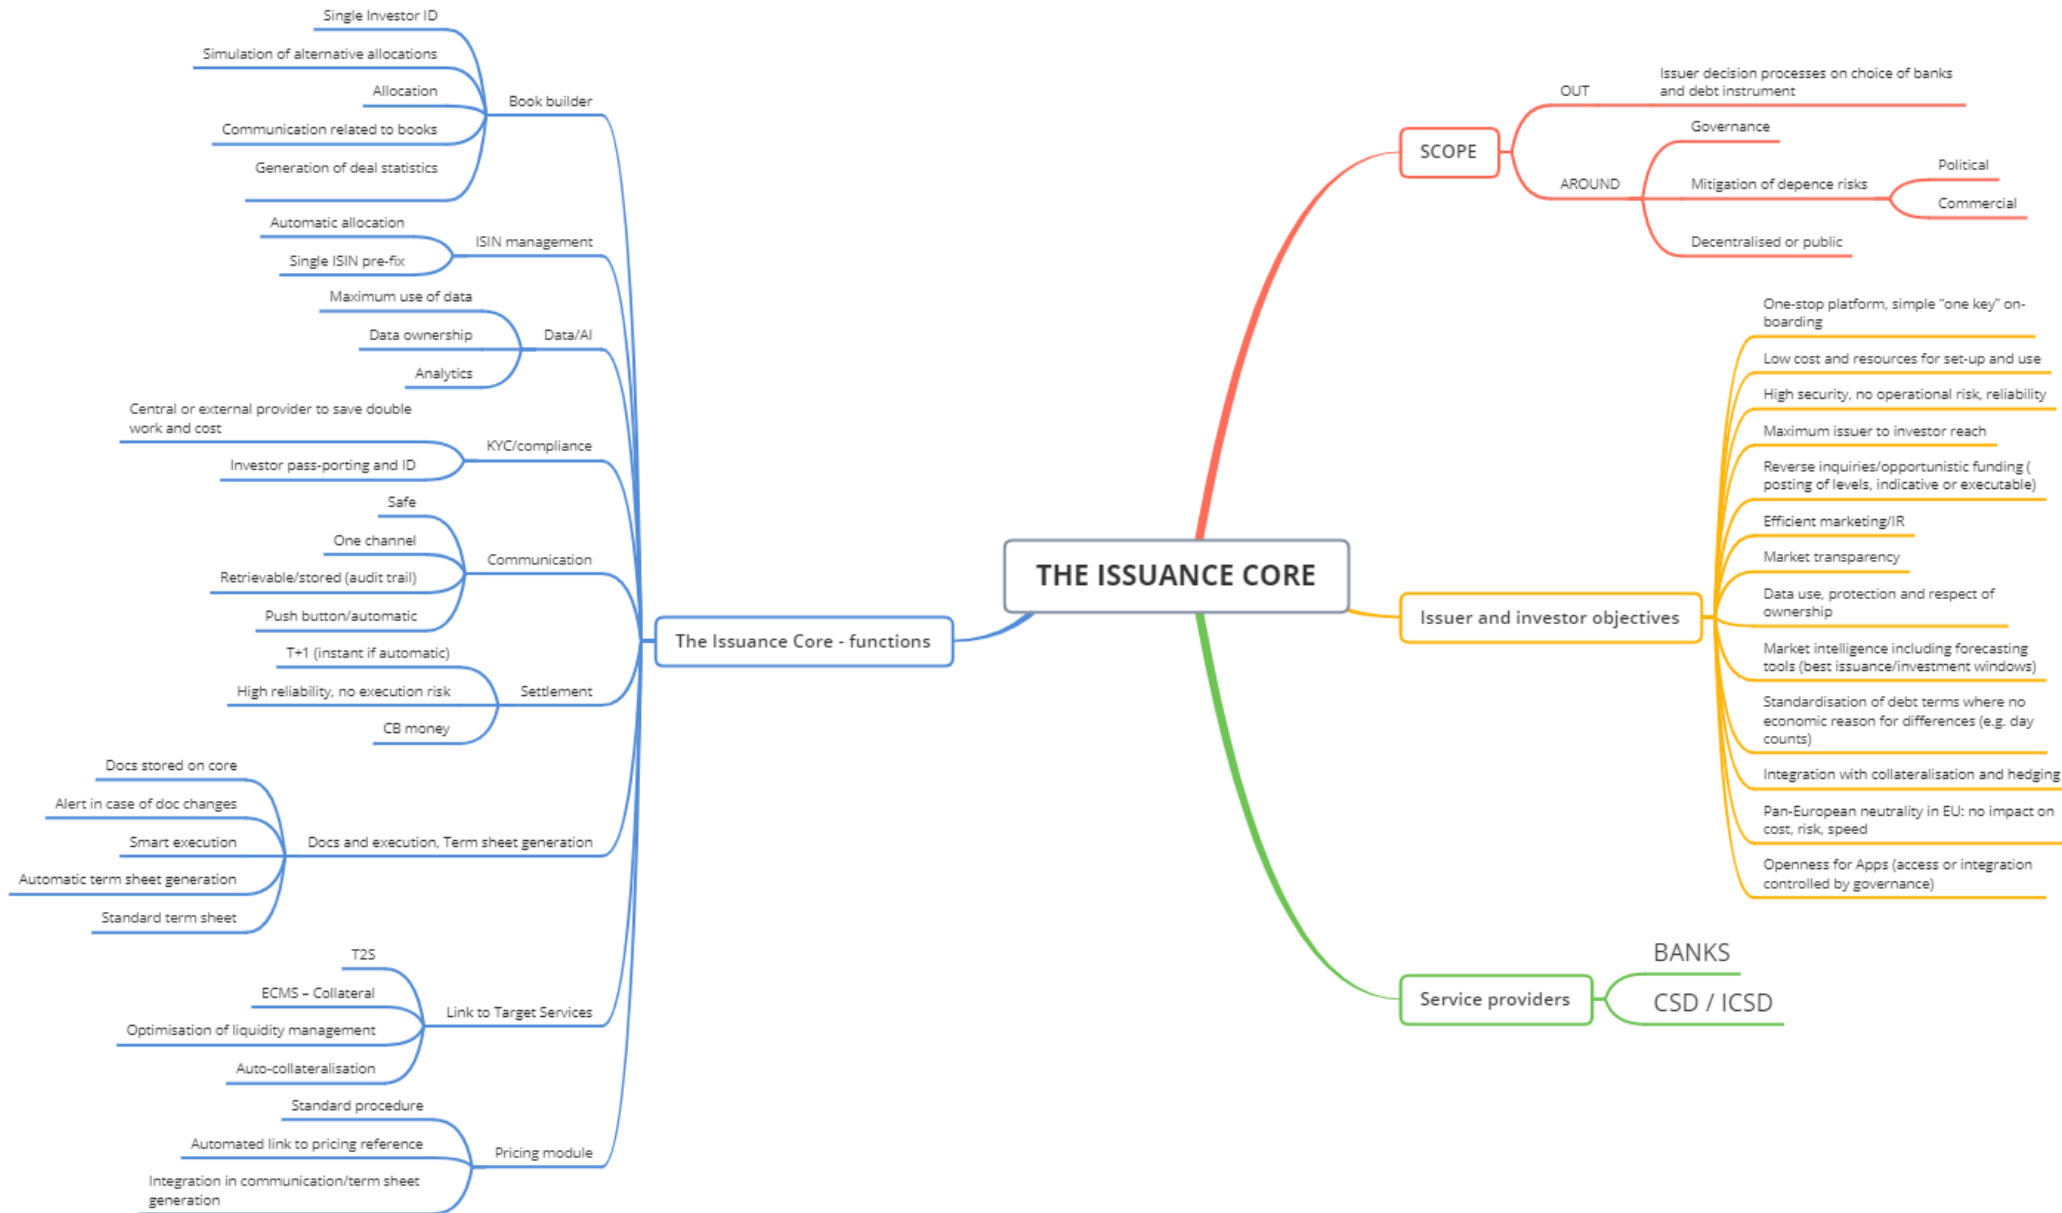 Single Investor ID
Simulation of alternative allocations
Allocation
Communication related to books
Generation of deal statistics
Book builder
Automatic allocation
Single ISIN pre-fix
ISIN management
Maximum use of data
Data ownership
Analytics
Data/AI
Central or external provider to save double
work and cost
Investor pass-porting and ID
KYC/compliance
Safe
One channel
Retrievable/stored (audit trail)
Push button/automatic
Communication
T+1 (instant if automatic)
High reliability, no execution risk
CB money
Settlement
Docs stored on core
Alert in case of doc changes
Smart execution
Automatic term sheet generation
Standard term sheet
Docs and execution, Term sheet generation
T2S
ECMS – Collateral
Optimisation of liquidity management
Auto-collateralisation
Link to Target Services
Standard procedure
Automated link to pricing reference
Integration in communication/term sheet
generation
Pricing module
The Issuance Core - functions
THE ISSUANCE CORE
SCOPE
OUT
Issuer decision processes on choice of banks
and debt instrument
AROUND
Governance
Mitigation of depence risks
Political
Commercial
Decentralised or public
Issuer and investor objectives
One-stop platform, simple "one key" on-
boarding
Low cost and resources for set-up and use
High security, no operational risk, reliability
Maximum issuer to investor reach
Reverse inquiries/opportunistic funding (
posting of levels, indicative or executable)
Efficient marketing/IR
Market transparency
Data use, protection and respect of
ownership
Market intelligence including forecasting
tools (best issuance/investment windows)
Standardisation of debt terms where no
economic reason for differences (e.g. day
counts)
Integration with collateralisation and hedging
Pan-European neutrality in EU: no impact on
cost, risk, speed
Openness for Apps (access or integration
controlled by governance)
Service providers
BANKS
CSD / ICSD